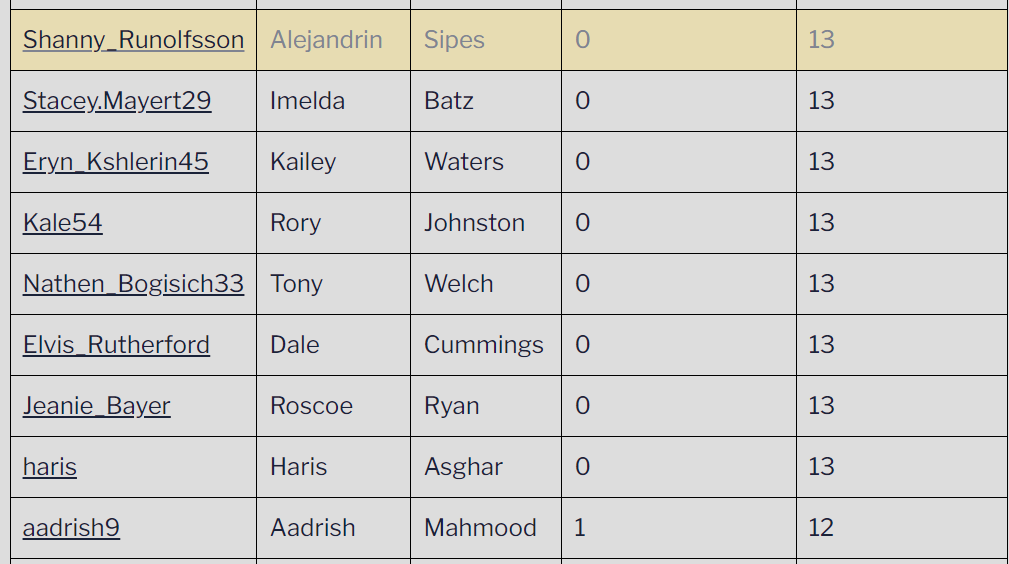 Shanny_Runolfsson Alejandrin Sipes 0 13
Stacey.Mayert29 Imelda Batz 0 13
Eryn_Kshlerin45 Kailey Waters 0 13
Kale54 Rory Johnston 0 13
Nathen_Bogisich33 Tony Welch 0 13
Elvis_Rutherford Dale Cummings 0 13
Jeanie_Bayer Roscoe Ryan 0 13
haris Haris Asghar 0 13
aadrish9 Aadrish Mahmood 1 12